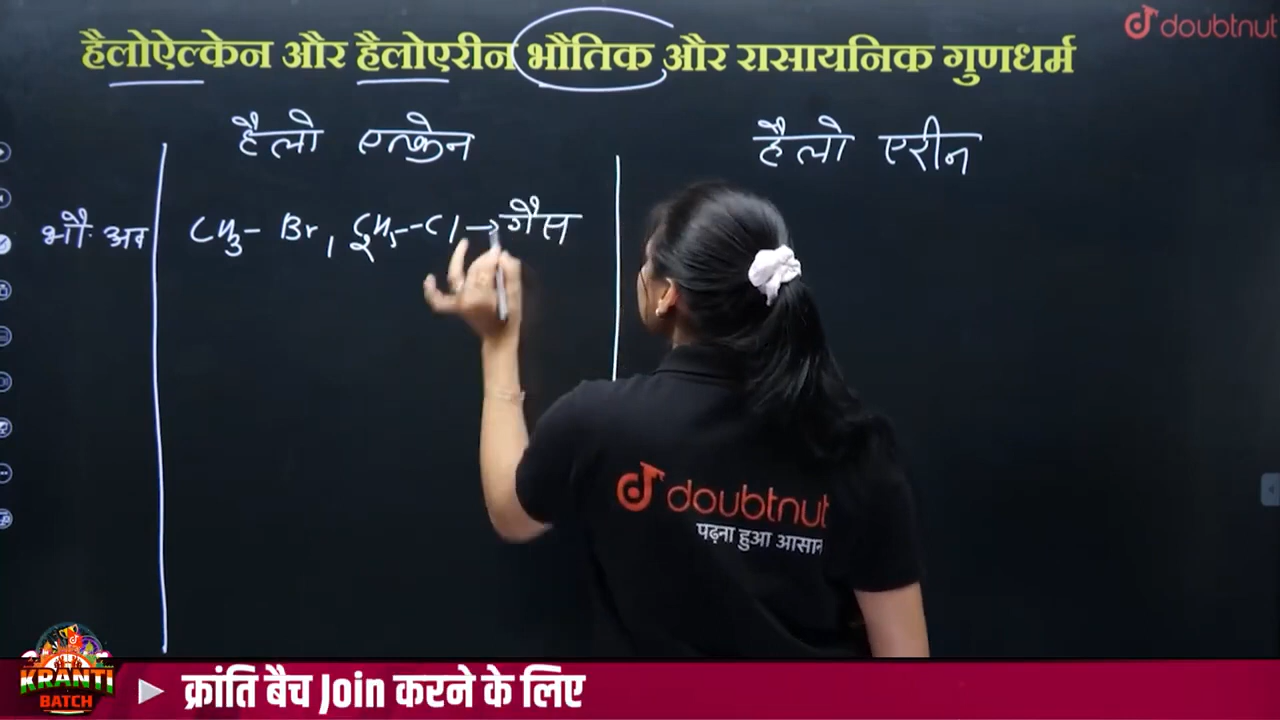 हैलोऐल्केन और हैलोएरीन भौतिक और रासायनिक गुणधर्म
doubtnut
हैलो एल्केन
हैलो एरीन
भौ. अव
CH3- Br, C2H5--Cl → गैस
doubtnut
पढ़ना हुआ आसान
KRANTI
BATCH
क्रांति बैच Join करने के लिए